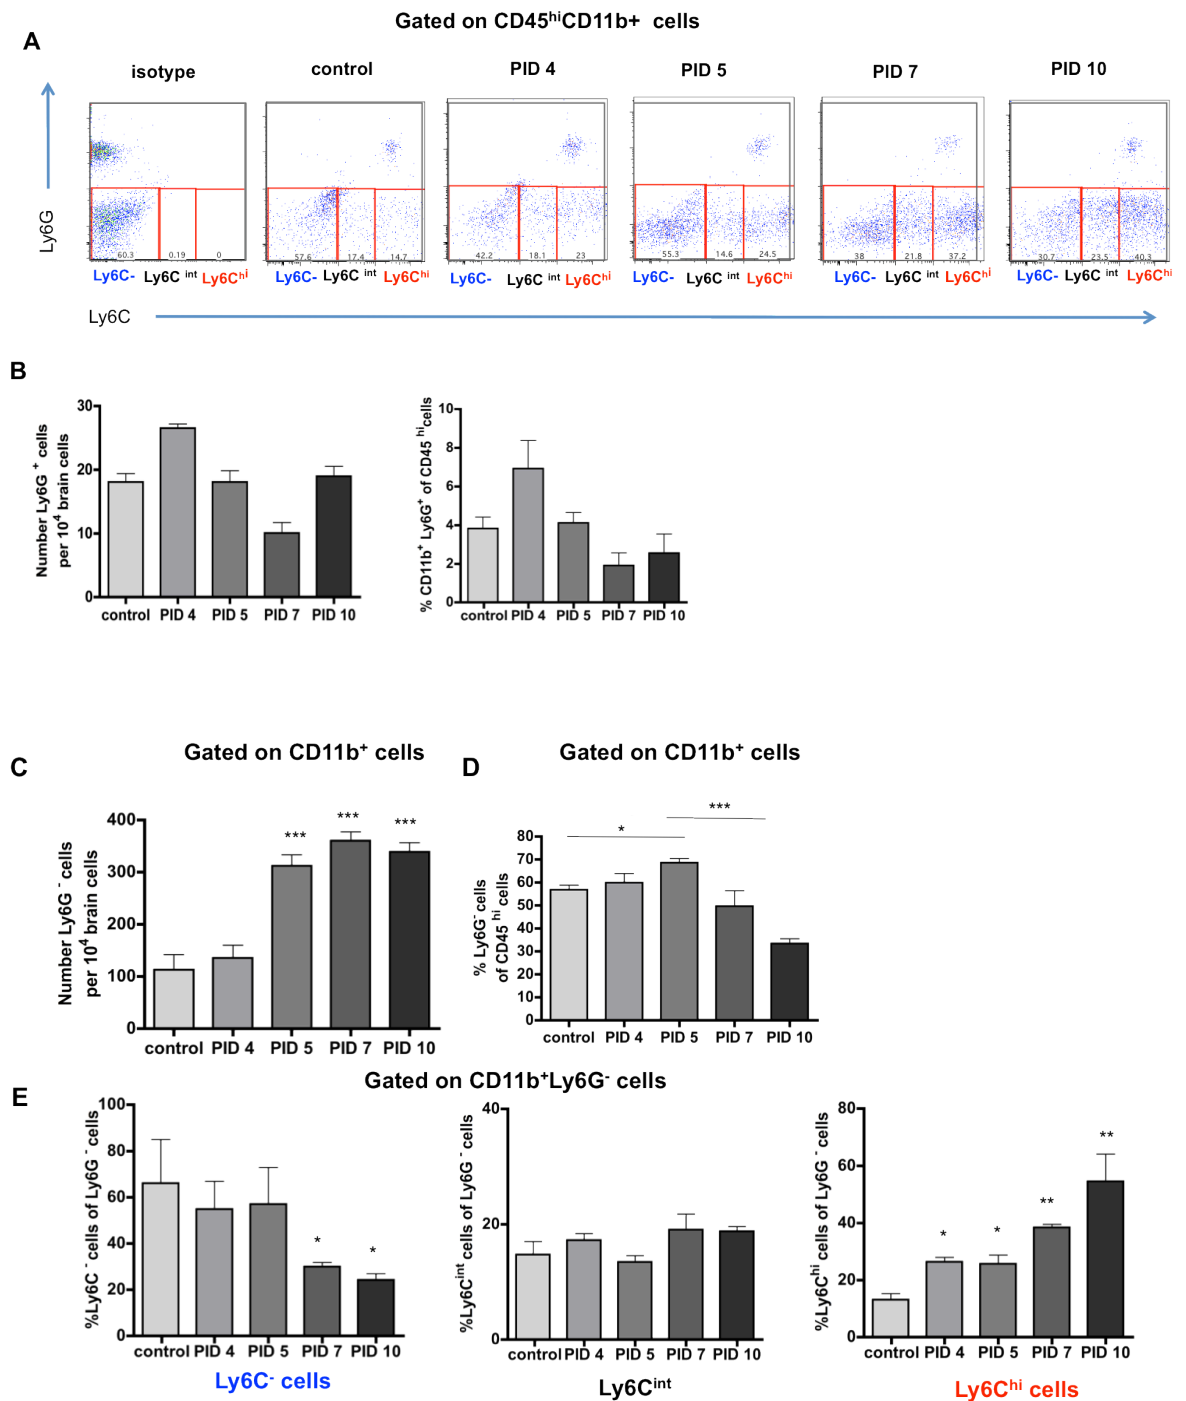 Gated on CD45hiCD11b+ cells
A
isotype
control
PID 4
PID 5
PID 7
PID 10
Ly6G
60.3
0.19
0
57.6
17.4
14.7
42.2
18.1
23
55.3
14.6
24.5
38
21.8
37.2
30.7
23.5
40.3
Ly6C- Ly6C int Ly6Chi
Ly6C- Ly6C int Ly6Chi
Ly6C- Ly6C int Ly6Chi
Ly6C- Ly6C int Ly6Chi
Ly6C- Ly6C int Ly6Chi
Ly6C- Ly6C int Ly6Chi
Ly6C
B
Number Ly6G + cells
per 104 brain cells
30
20
10
0
control PID 4 PID 5 PID 7 PID 10
% CD11b+ Ly6G+ of CD45 hicells
10
8
6
4
2
0
control PID 4 PID 5 PID 7 PID 10
C
Gated on CD11b+ cells
Number Ly6G - cells
per 104 brain cells
400
300
200
100
0
***
***
***
control PID 4 PID 5 PID 7 PID 10
D
Gated on CD11b+ cells
% Ly6G- cells
of CD45 hi cells
80
70
60
50
40
30
20
10
0
*
***
control PID 4 PID 5 PID 7 PID 10
E
Gated on CD11b+Ly6G- cells
%Ly6C - cells of Ly6G - cells
100
80
60
40
20
0
*
*
control PID 4 PID 5 PID 7 PID 10
Ly6C- cells
%Ly6Cint cells of Ly6G - cells
40
20
0
control PID 4 PID 5 PID 7 PID 10
Ly6Cint
%Ly6Chi cells of Ly6G - cells
80
60
40
20
0
*
*
**
**
control PID 4 PID 5 PID 7 PID 10
Ly6Chi cells